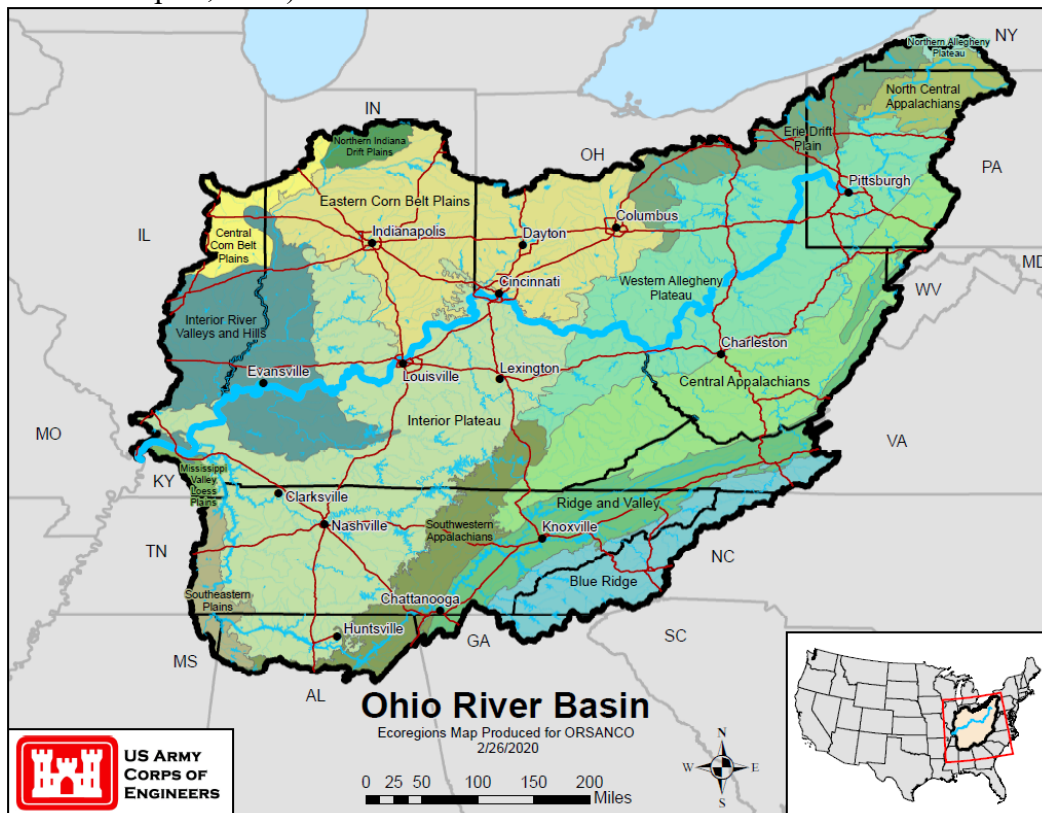 Northern Allegheny
Plateau
NY
North Central
Appalachians
IN
Northern Indiana
Drift Plains
OH
Erie Drift
Plain
PA
Pittsburgh
Eastern Corn Belt Plains
Columbus
IL
Central
Corn Belt
Plains
Indianapolis
Dayton
MD
Cincinnati
Western Allegheny
Plateau
WV
Interior River
Valleys and Hills
Charleston
Evansville
Louisville
Lexington
Central Appalachians
Interior Plateau
MO
VA
KY
Mississippi
Valley
Loess
Plains
Clarksville
Ridge and Valley
Nashville
Southwestern
Appalachians
Knoxville
TN
NC
Blue Ridge
Southeastern
Plains
Chattanooga
Huntsville
GA
SC
MS
AL
Ohio River Basin
Ecoregions Map Produced for ORSANCO
2/26/2020
N
W
E
S
0 25 50 100 150 200
Miles
US ARMY
CORPS OF
ENGINEERS